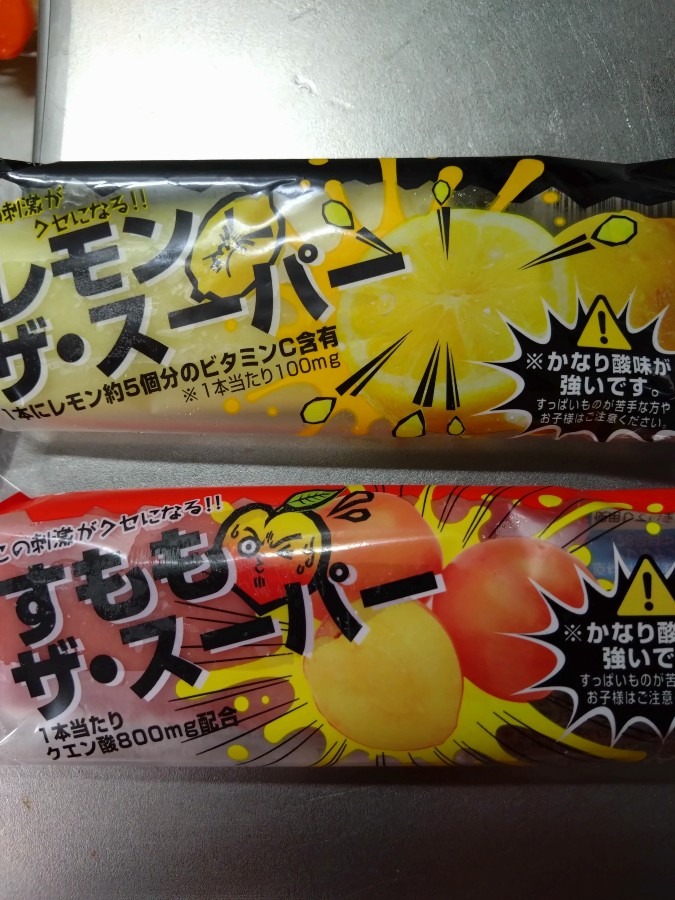 の刺激が
クセになる!!
レモン
ザ・スーパー
1本にレモン約5個分のビタミンC含有
※1本当たり100mg
※かなり酸味が
強いです。
すっぱいものが苦手な方や
お子様はご注意ください。
この刺激がクセになる!!
すもも
ザ・スーパー
1本当たり
クエン酸800mg配合
※かなり酸
強いで
すっぱいものが苦
お子様はご注意